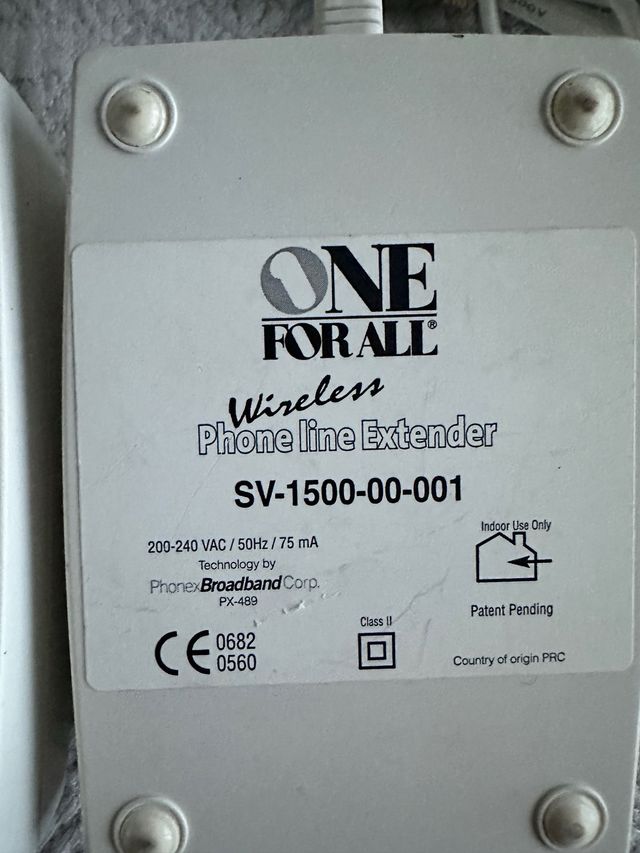 ONE
FOR ALL®
Wireless
Phone line Extender
SV-1500-00-001
200-240 VAC / 50Hz / 75 mA
Technology by
PhonexBroadbandCorp.
PX-489
Indoor Use Only
Patent Pending
CE 0682
0560
Class II
Country of origin PRC